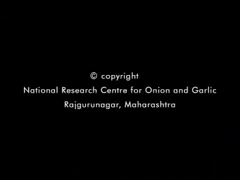 © copyright
National Research Centre for Onion and Garlic
Rajgurunagar, Maharashtra